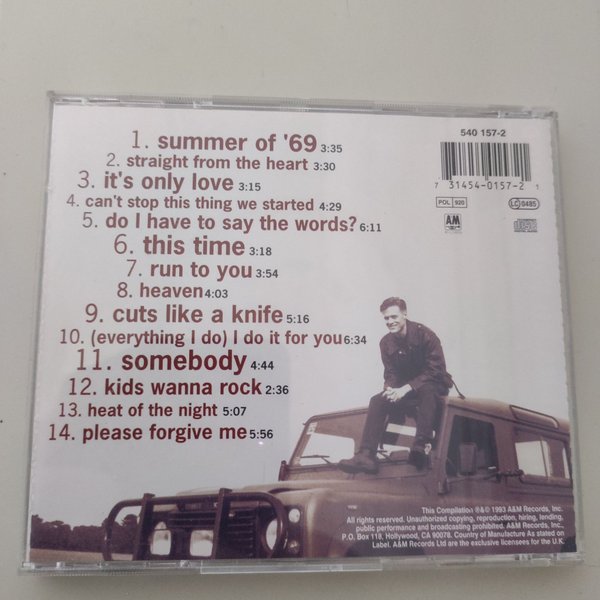 1. summer of '69 3:35
2. straight from the heart 3:30
3. it's only love 3:15
4. can't stop this thing we started 4:29
5. do I have to say the words? 6:11
6. this time 3:18
7. run to you 3:54
8. heaven 4:03
9. cuts like a knife 5:16
10. (everything I do) I do it for you 6:34
11. somebody 4:44
12. kids wanna rock 2:36
13. heat of the night 5:07
14. please forgive me 5:56
540 157-2
7 31454-0157-2 1
POL 920
LC 0485
A&M
This Compilation ℗&© 1993 A&M Records, Inc.
All rights reserved. Unauthorized copying, reproduction, hiring, lending,
public performance and broadcasting prohibited. A&M Records, Inc.,
P.O. Box 118, Hollywood, CA 90078. Country of Manufacture As stated on
Label. A&M Records Ltd are the exclusive licensees for the U.K.